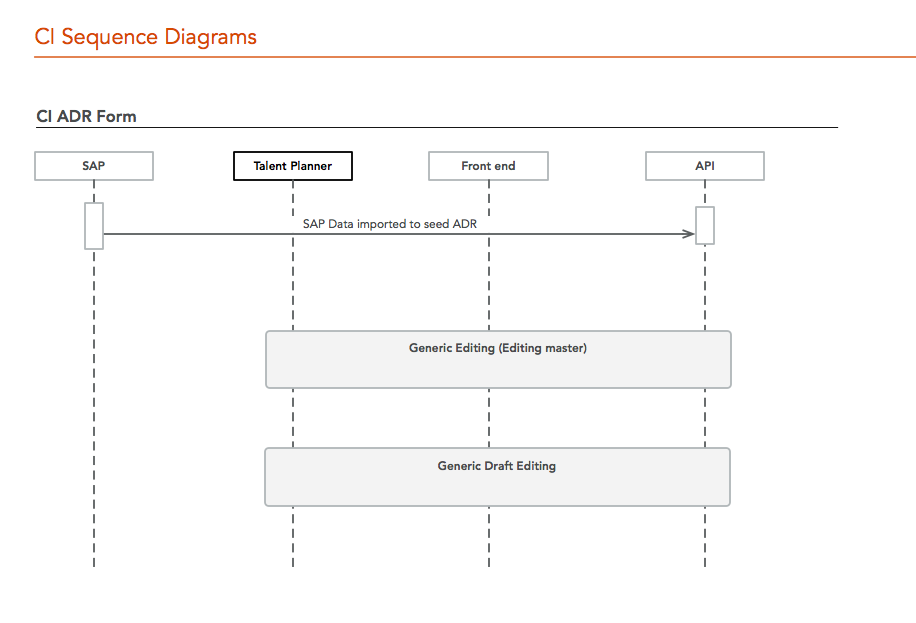 CI Sequence Diagrams
CI ADR Form
SAP
Talent Planner
Front end
API
SAP Data imported to seed ADR
Generic Editing (Editing master)
Generic Draft Editing